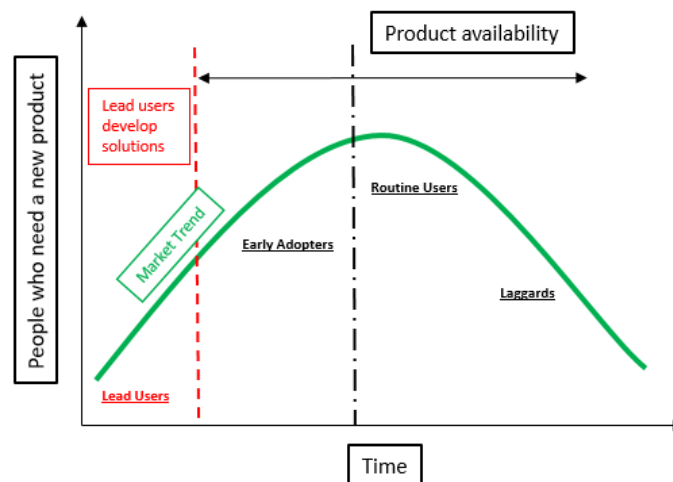 Product availability
People who need a new product
Lead users
develop
solutions
Market Trend
Routine Users
Early Adopters
Laggards
Lead Users
Time